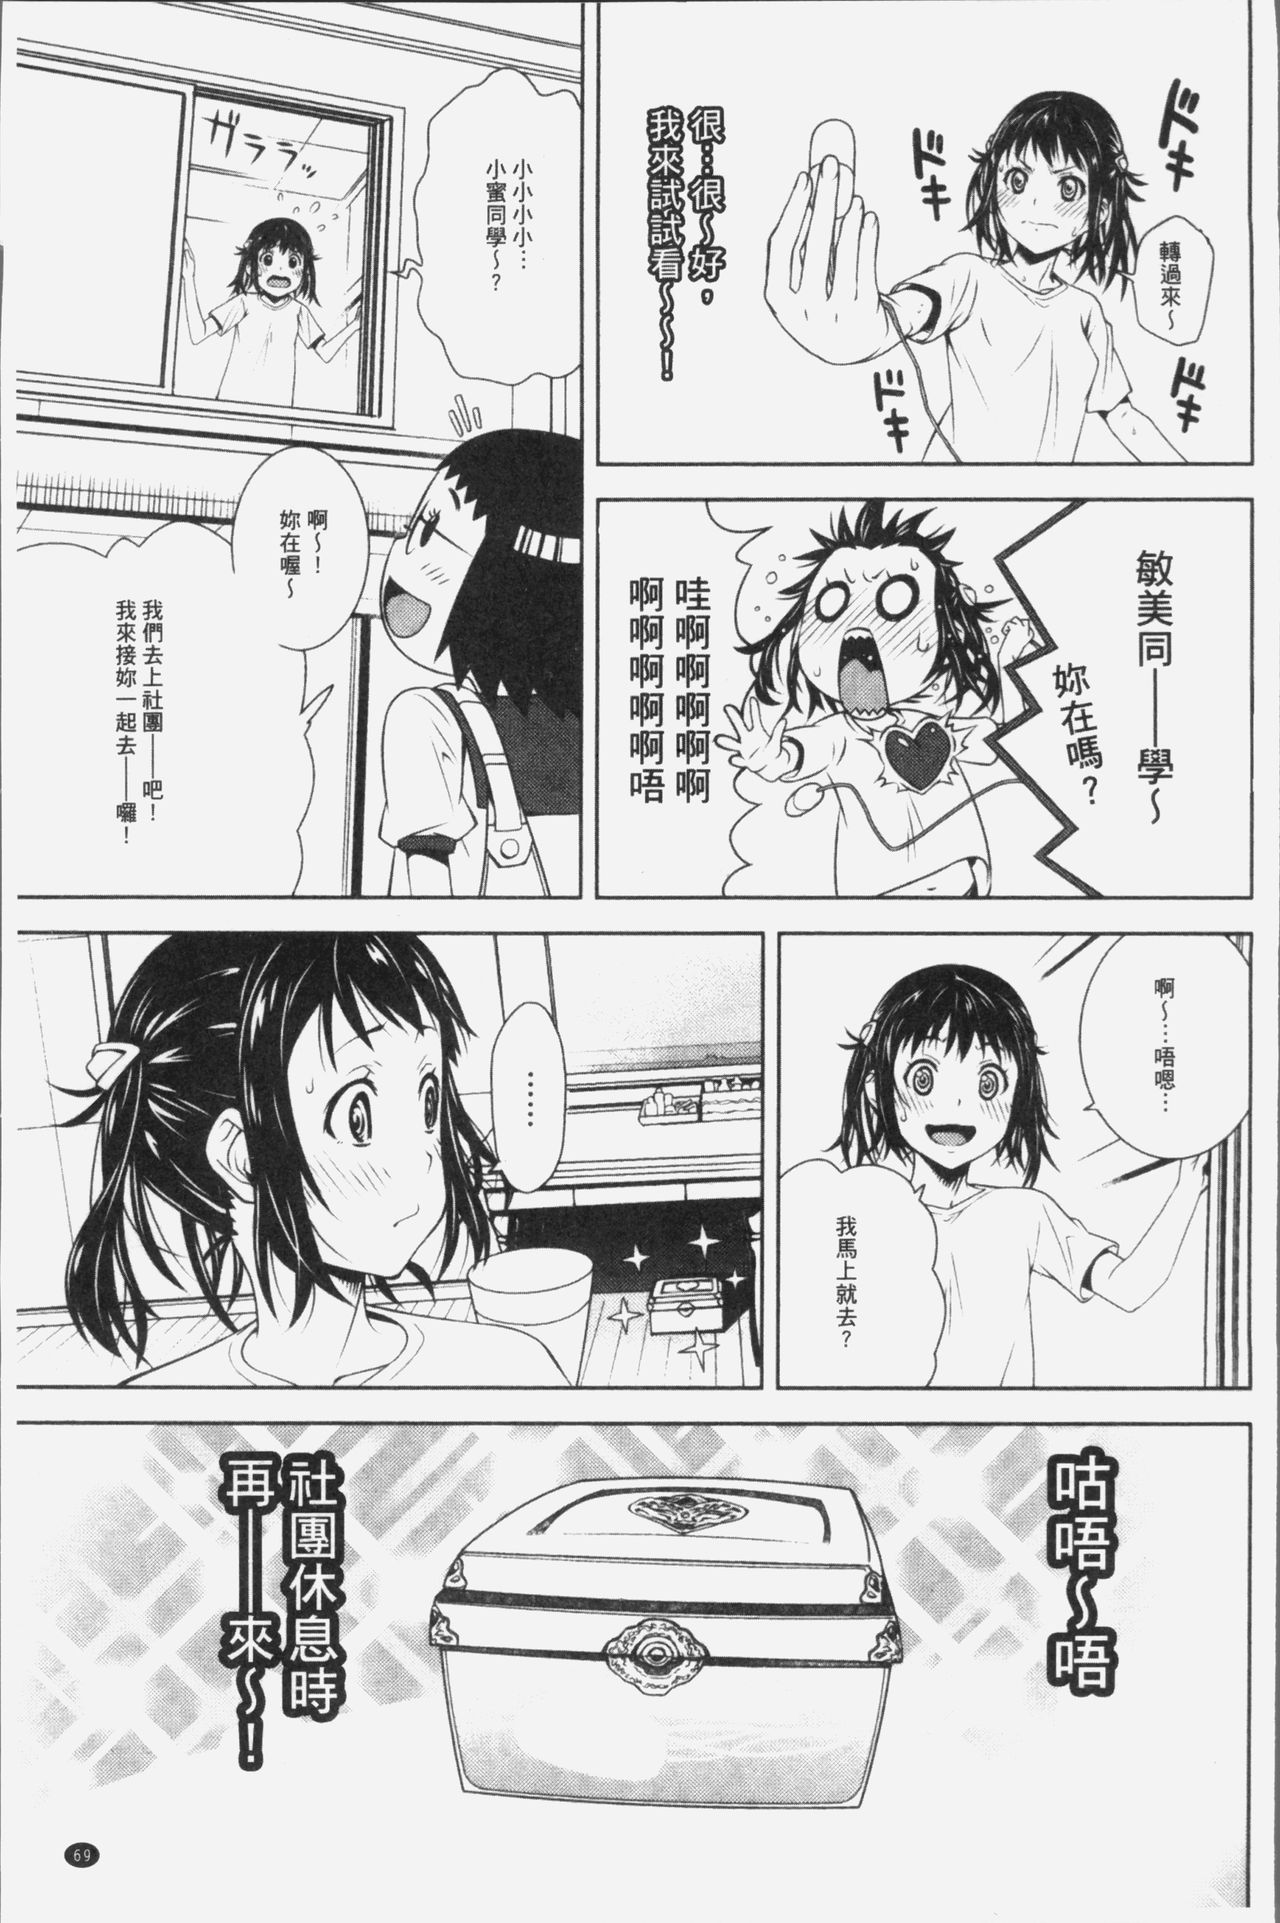 ドキ
ドキ
ドキ
ドキ
轉過來～
很…很～好，
我來試試看～～！
敏美同——學～
妳在嗎？
哇啊啊啊啊啊
啊啊啊啊啊唔
ガララッ
小小小小…
小蜜同學～？
啊～！
妳在喔～
我們去上社團——吧！
我來接妳一起去——囉！
啊～…唔嗯…
我馬上就去？
……
咕唔～唔
社團休息時
再——來～！
69